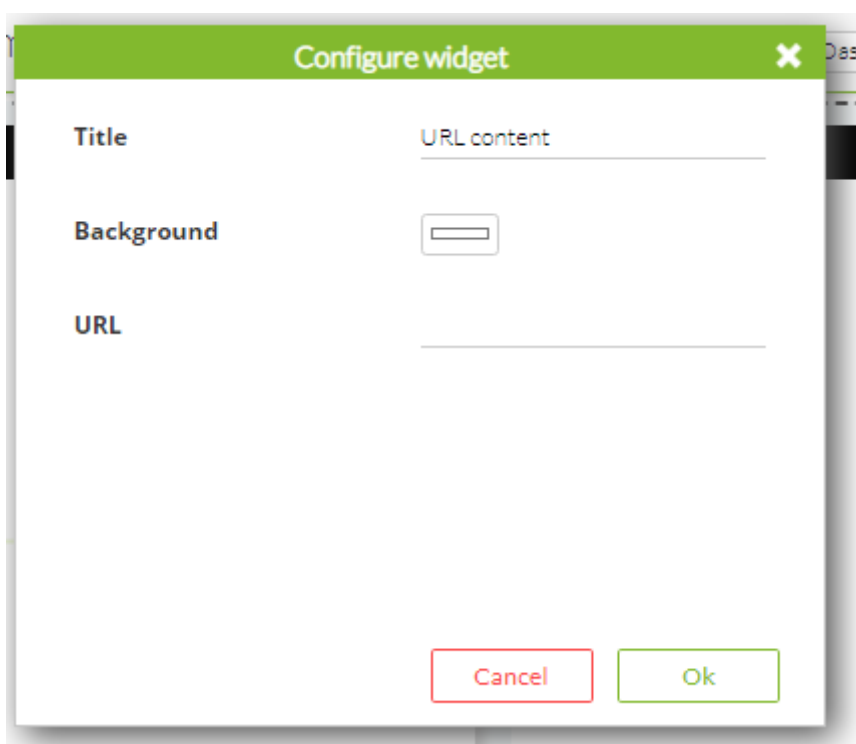 Configure widget
Title
URL content
Background
URL
Cancel
Ok